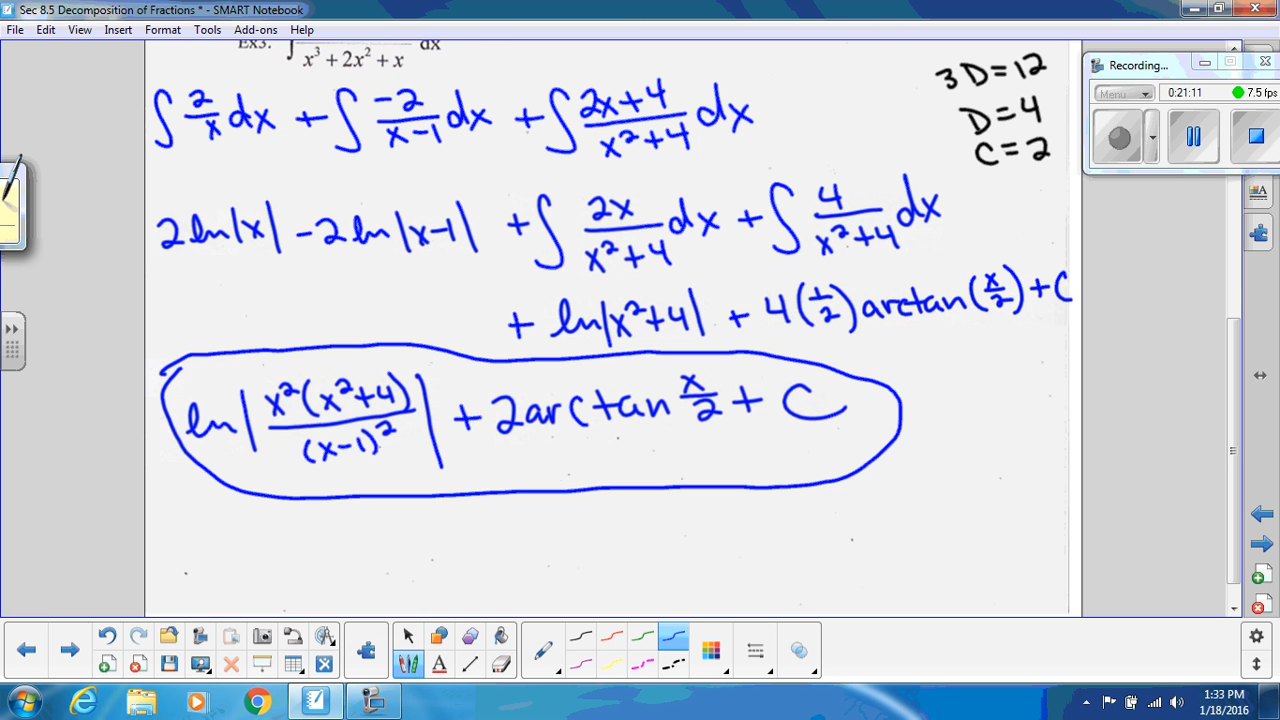 Sec 8.5 Decomposition of Fractions * - SMART Notebook
File Edit View Insert Format Tools Add-ons Help
Ex3. ∫ x³ + 2x² + x dx
Recording...
Menu 0:21:11 7.5 fps
3D=12
D=4
C=2
∫ 2/x dx + ∫ -2/(x-1) dx + ∫ (2x+4)/(x²+4) dx
2ln|x| - 2ln|x-1| + ∫ 2x/(x²+4) dx + ∫ 4/(x²+4) dx
+ ln|x²+4| + 4(1/2) arctan(x/2) + C
ln| x²(x²+4)/(x-1)² | + 2arctan x/2 + C
A
1:33 PM
1/18/2016